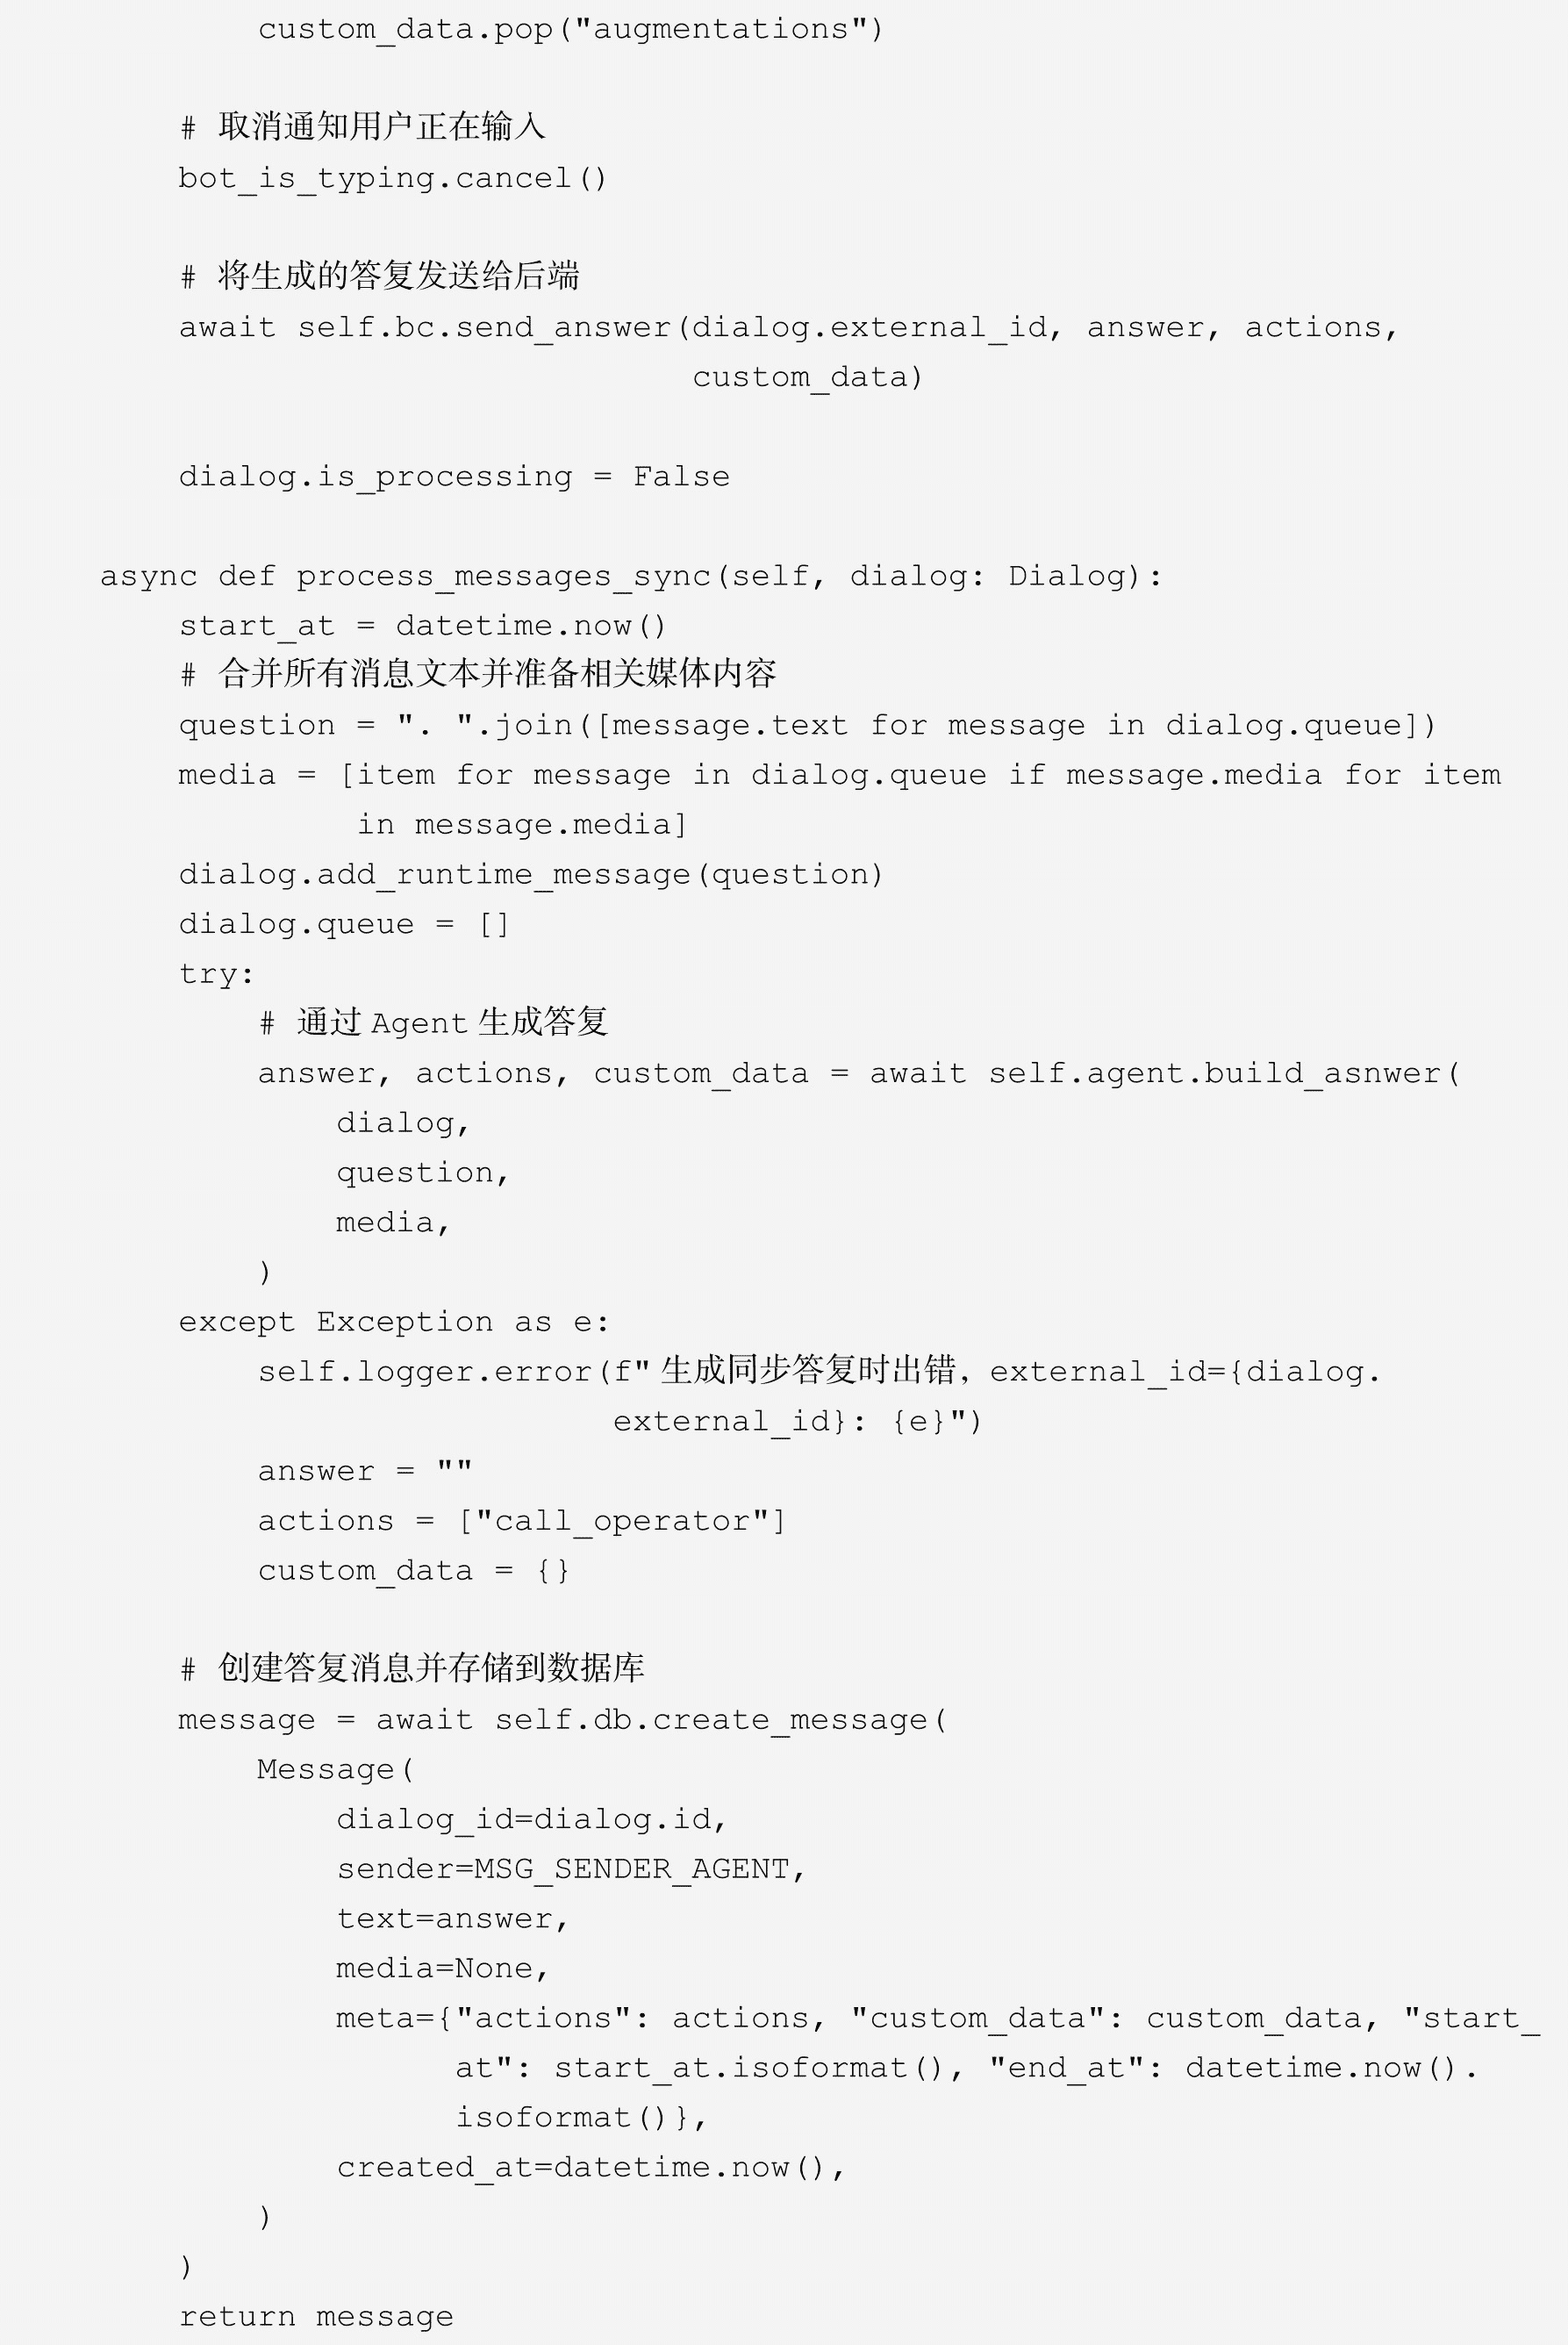 custom_data.pop("augmentations")
# 取消通知用户正在输入
bot_is_typing.cancel()
# 将生成的答复发送给后端
await self.bc.send_answer(dialog.external_id, answer, actions,
custom_data)
dialog.is_processing = False
async def process_messages_sync(self, dialog: Dialog):
start_at = datetime.now()
# 合并所有消息文本并准备相关媒体内容
question = ". ".join([message.text for message in dialog.queue])
media = [item for message in dialog.queue if message.media for item
in message.media]
dialog.add_runtime_message(question)
dialog.queue = []
try:
# 通过 Agent 生成答复
answer, actions, custom_data = await self.agent.build_asnwer(
dialog,
question,
media,
)
except Exception as e:
self.logger.error(f" 生成同步答复时出错, external_id={dialog.
external_id}: {e}")
answer = ""
actions = ["call_operator"]
custom_data = {}
# 创建答复消息并存储到数据库
message = await self.db.create_message(
Message(
dialog_id=dialog.id,
sender=MSG_SENDER_AGENT,
text=answer,
media=None,
meta={"actions": actions, "custom_data": custom_data, "start_
at": start_at.isoformat(), "end_at": datetime.now().
isoformat()},
created_at=datetime.now(),
)
)
return message